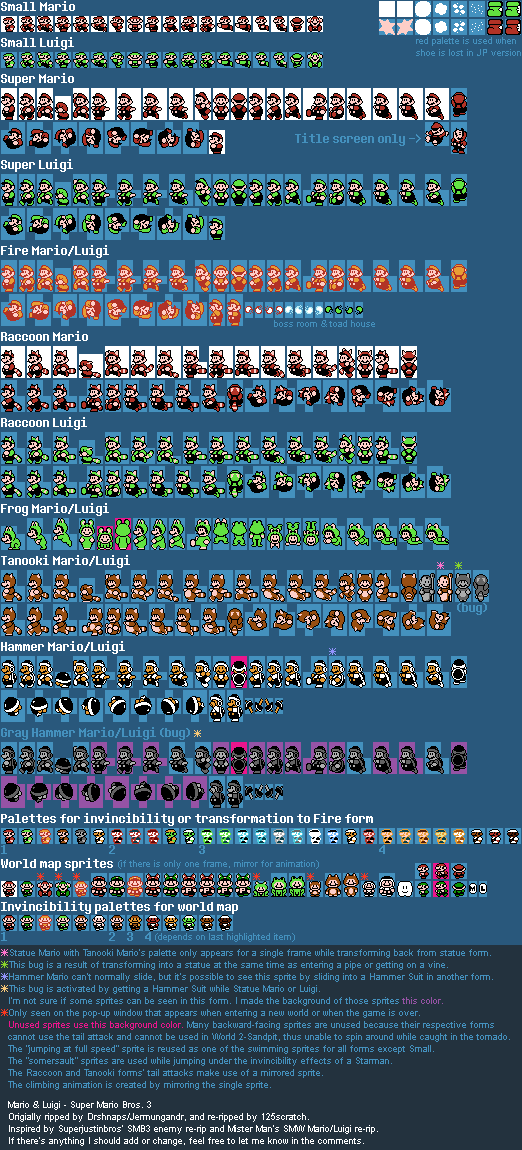 Small Mario
Small Luigi
red palette is used when
shoe is lost in JP version
Super Mario
Title screen only ->
Super Luigi
Fire Mario/Luigi
boss room & toad house
Raccoon Mario
Raccoon Luigi
Frog Mario/Luigi
Tanooki Mario/Luigi
(bug)
Hammer Mario/Luigi
Gray Hammer Mario/Luigi (bug)
Palettes for invincibility or transformation to Fire form
1 2 3 4
World map sprites (if there is only one frame, mirror for animation)
Invincibility palettes for world map
1 2 3 4 (depends on last highlighted item)
Statue Mario with Tanooki Mario's palette only appears for a single frame while transforming back from statue form.
This bug is a result of transforming into a statue at the same time as entering a pipe or getting on a vine.
Hammer Mario can't normally slide, but it's possible to see this sprite by sliding into a Hammer Suit in another form.
This bug is activated by getting a Hammer Suit while Statue Mario or Luigi.
I'm not sure if some sprites can be seen in this form. I made the background of those sprites this color.
Only seen on the pop-up window that appears when entering a new world or when the game is over.
Unused sprites use this background color. Many backward-facing sprites are unused because their respective forms
cannot use the tail attack and cannot be used in World 2-Sandpit, thus unable to spin around while caught in the tornado.
The "jumping at full speed" sprite is reused as one of the swimming sprites for all forms except Small.
The "somersault" sprites are used while jumping under the invincibility effects of a Starman.
The Raccoon and Tanooki forms' tail attacks make use of a mirrored sprite.
The climbing animation is created by mirroring the single sprite.
Mario & Luigi - Super Mario Bros. 3
Origially ripped by Drshnaps/Jermungandr, and re-ripped by 125scratch.
Inspired by Superjustinbros' SMB3 enemy re-rip and Mister Man's SMW Mario/Luigi re-rip.
If there's anything I should add or change, feel free to let me know in the comments.